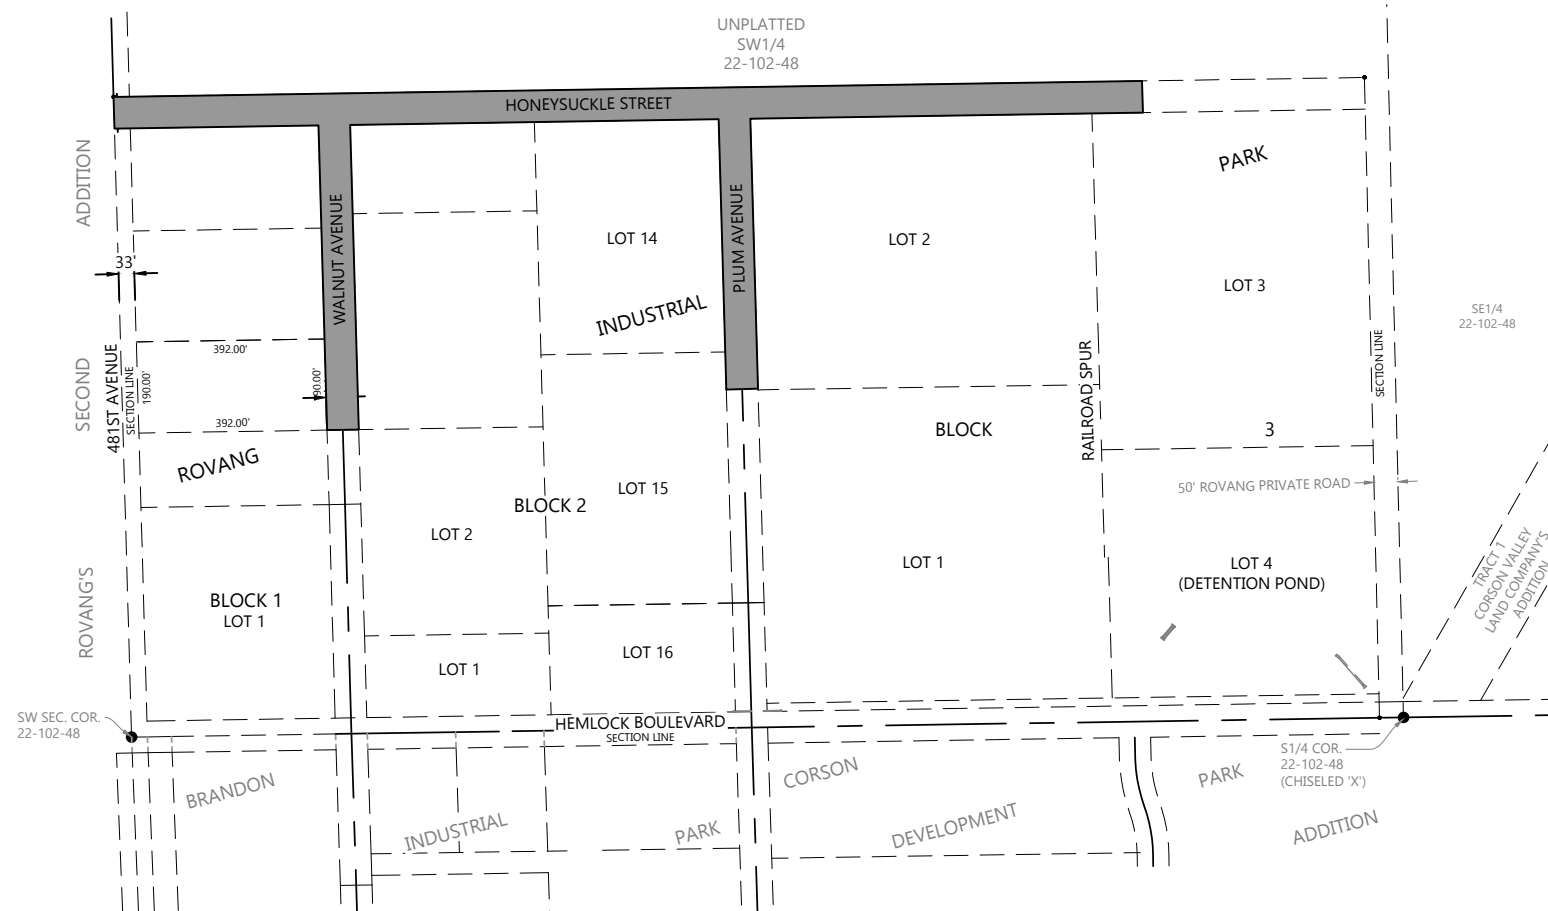 UNPLATTED
SW1/4
22-102-48
HONEYSUCKLE STREET
ADDITION
PARK
WALNUT AVENUE
PLUM AVENUE
LOT 14
LOT 2
33'
LOT 3
INDUSTRIAL
SE1/4
22-102-48
SECOND
481ST AVENUE
SECTION LINE
190.00'
392.00'
90.00'
392.00'
RAILROAD SPUR
SECTION LINE
BLOCK
3
ROVANG
50' ROVANG PRIVATE ROAD
LOT 15
BLOCK 2
LOT 2
LOT 1
LOT 4
(DETENTION POND)
TRACT 1
CORSON VALLEY
LAND COMPANY'S
ADDITION
ROVANG'S
BLOCK 1
LOT 1
LOT 16
LOT 1
SW SEC. COR.
22-102-48
HEMLOCK BOULEVARD
SECTION LINE
S1/4 COR.
22-102-48
(CHISELED 'X')
BRANDON
INDUSTRIAL
PARK
CORSON
DEVELOPMENT
PARK
ADDITION